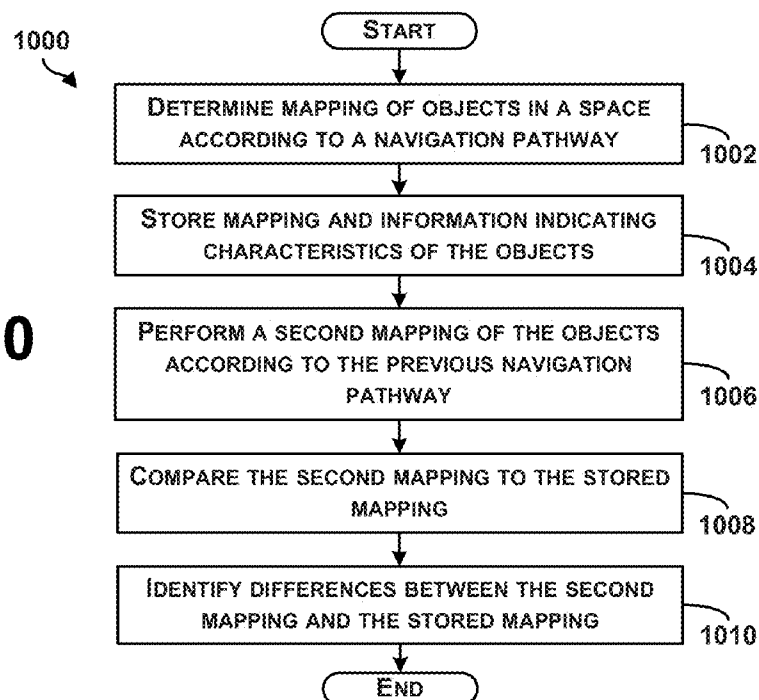 1000
START
DETERMINE MAPPING OF OBJECTS IN A SPACE
ACCORDING TO A NAVIGATION PATHWAY
1002
STORE MAPPING AND INFORMATION INDICATING
CHARACTERISTICS OF THE OBJECTS
1004
0
PERFORM A SECOND MAPPING OF THE OBJECTS
ACCORDING TO THE PREVIOUS NAVIGATION
PATHWAY
1006
COMPARE THE SECOND MAPPING TO THE STORED
MAPPING
1008
IDENTIFY DIFFERENCES BETWEEN THE SECOND
MAPPING AND THE STORED MAPPING
1010
END